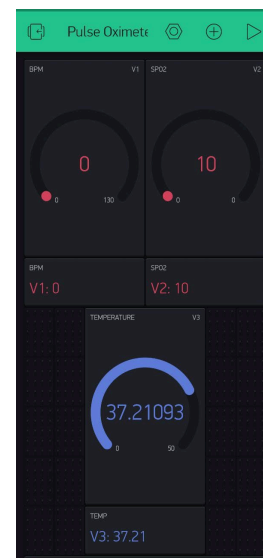 Pulse Oximete
BPM V1
0
0 130
SPO2 V2
10
0 0
BPM
V1: 0
SPO2
V2: 10
TEMPERATURE V3
37.21093
0 50
TEMP
V3: 37.21